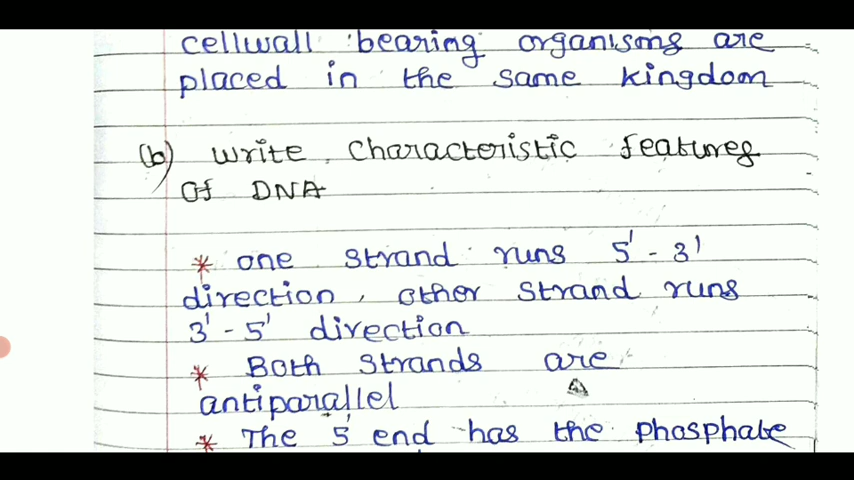 cellwall bearing organisms are
placed in the same kingdom
(b) Write Characteristic features
Of DNA
* one strand runs 5' - 3'
direction, other strand runs
3' - 5' direction
* Both strands are
antiparallel
* The 5' end has the phosphate